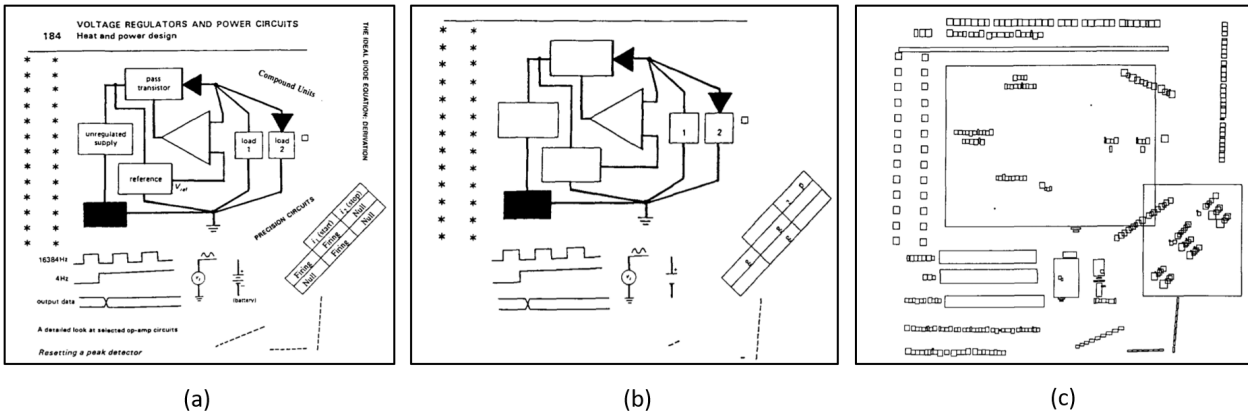 VOLTAGE REGULATORS AND POWER CIRCUITS
184 Heat and power design
THE IDEAL DIODE EQUATION: DERIVATION
pass
transistor
Compound Units
unregulated
supply
load
1
load
2
reference
Vref
PRECISION CIRCUITS
i₁ (start) i₁ (stop)
Firing Null
Firing Null
Null Firing
16384Hz
4Hz
output data
(battery)
A detailed look at selected op-amp circuits
Resetting a peak detector
1
2
(a)
(b)
(c)